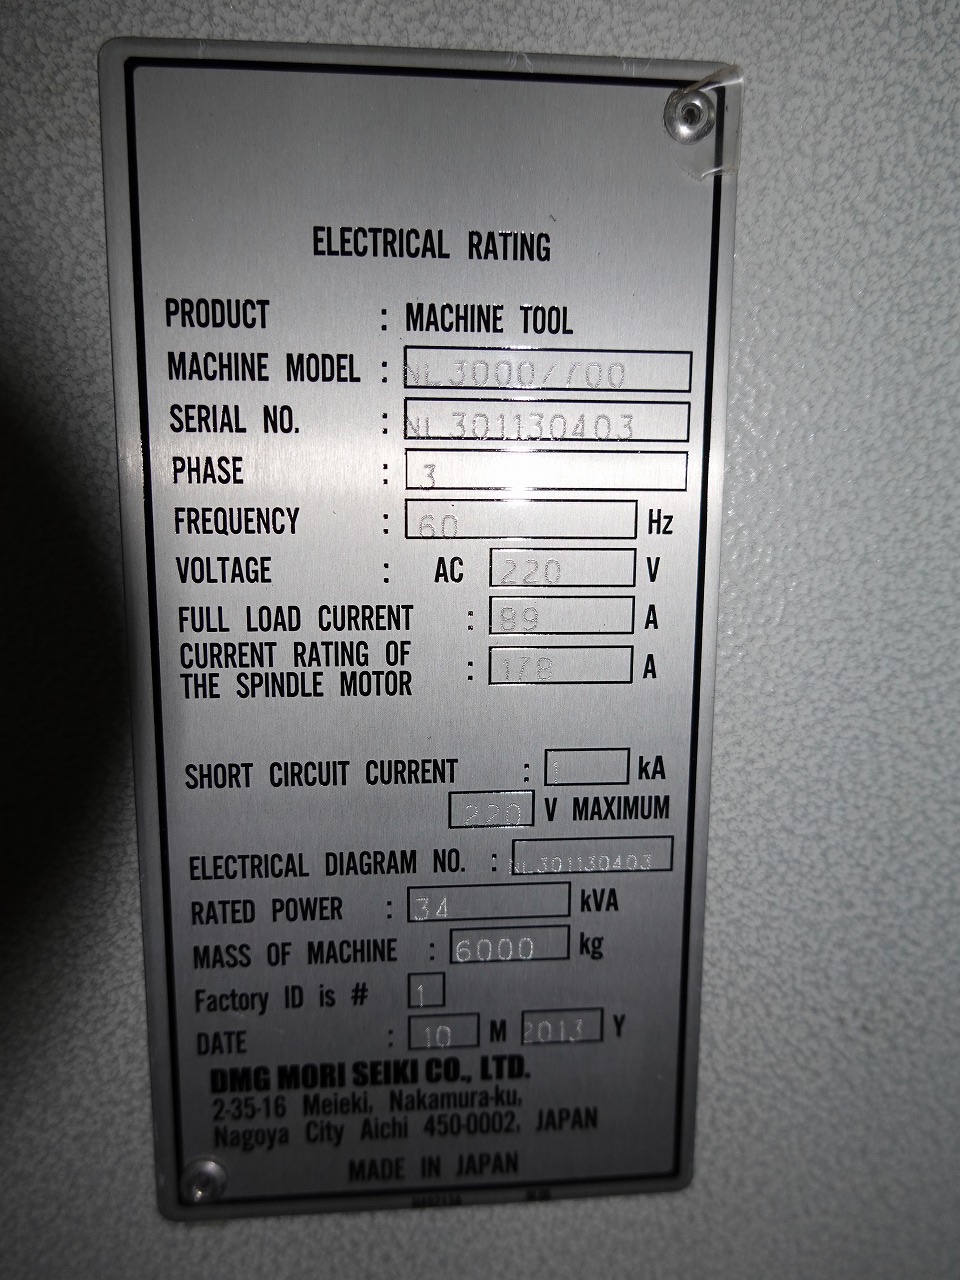 ELECTRICAL RATING
PRODUCT : MACHINE TOOL
MACHINE MODEL : NL3000/700
SERIAL NO. : NL301130403
PHASE : 3
FREQUENCY : 60 Hz
VOLTAGE : AC 220 V
FULL LOAD CURRENT : 89 A
CURRENT RATING OF
THE SPINDLE MOTOR : 178 A
SHORT CIRCUIT CURRENT : 1 kA
220 V MAXIMUM
ELECTRICAL DIAGRAM NO. : NL301130403
RATED POWER : 34 kVA
MASS OF MACHINE : 6000 kg
Factory ID is # 1
DATE : 10 M 2013 Y
DMG MORI SEIKI CO., LTD.
2-35-16 Meieki, Nakamura-ku,
Nagoya City Aichi 450-0002, JAPAN
MADE IN JAPAN